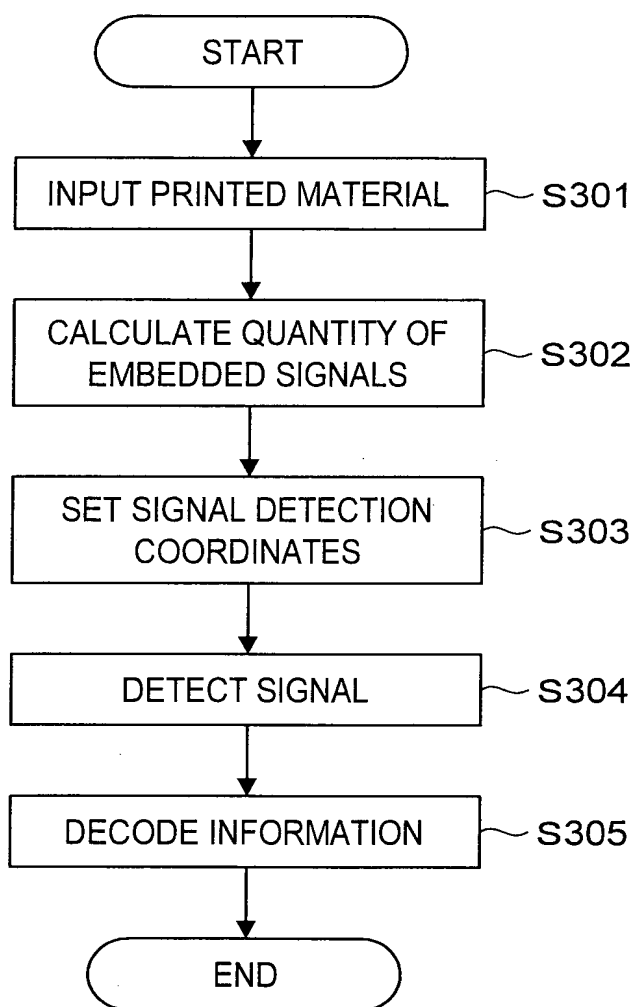 START
INPUT PRINTED MATERIAL
S301
CALCULATE QUANTITY OF
EMBEDDED SIGNALS
S302
SET SIGNAL DETECTION
COORDINATES
S303
DETECT SIGNAL
S304
DECODE INFORMATION
S305
END